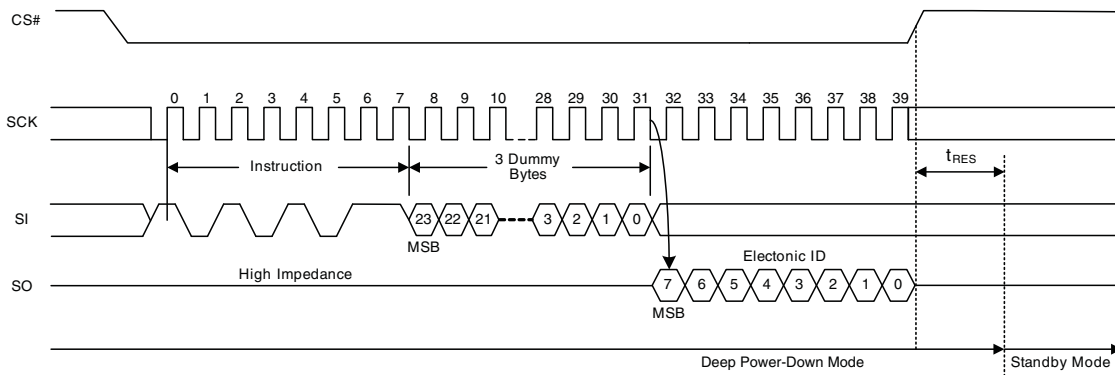 CS#
SCK
0 1 2 3 4 5 6 7 8 9 10 28 29 30 31 32 33 34 35 36 37 38 39
Instruction
3 Dummy
Bytes
tRES
SI
23 22 21 3 2 1 0
MSB
High Impedance
Electonic ID
SO
7 6 5 4 3 2 1 0
MSB
Deep Power-Down Mode
Standby Mode